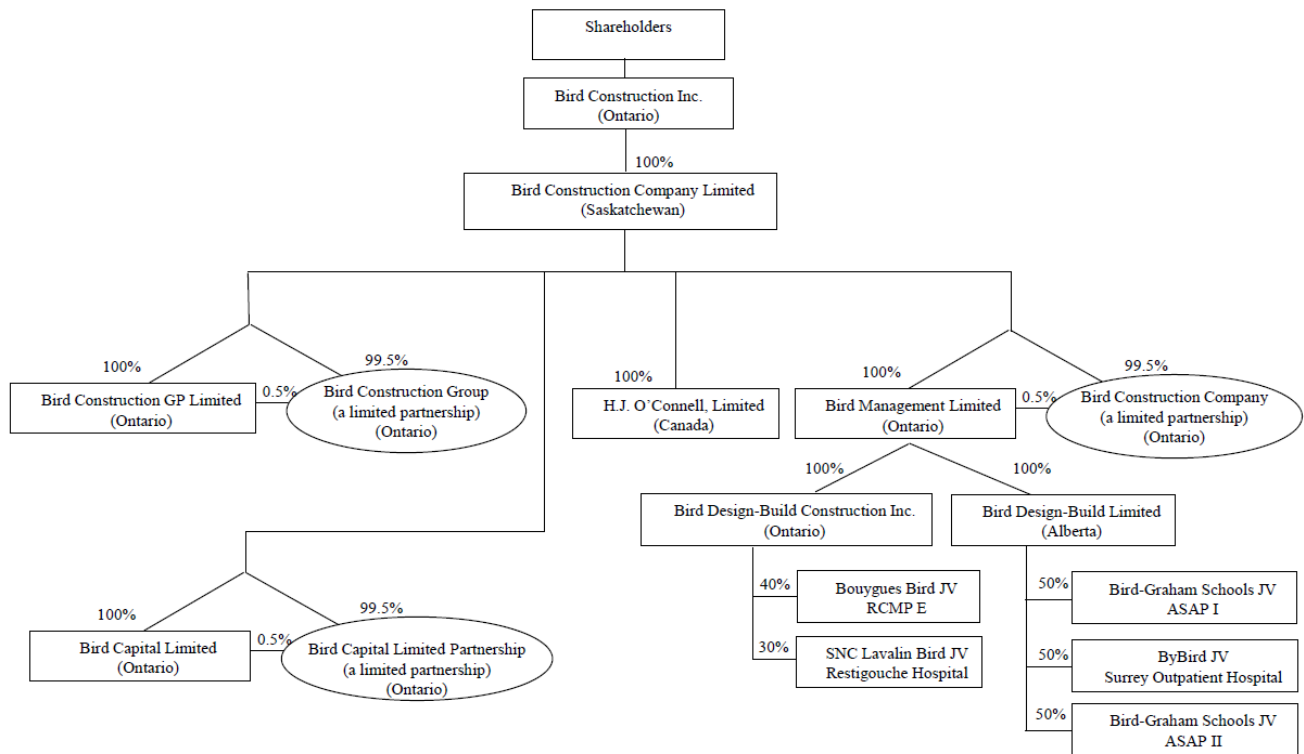 Shareholders
Bird Construction Inc.
(Ontario)
100%
Bird Construction Company Limited
(Saskatchewan)
100%
99.5%
Bird Construction GP Limited
(Ontario)
0.5%
Bird Construction Group
(a limited partnership)
(Ontario)
100%
H.J. O’Connell, Limited
(Canada)
100%
99.5%
Bird Management Limited
(Ontario)
0.5%
Bird Construction Company
(a limited partnership)
(Ontario)
100%
100%
Bird Design-Build Construction Inc.
(Ontario)
Bird Design-Build Limited
(Alberta)
40%
Bouygues Bird JV
RCMP E
30%
SNC Lavalin Bird JV
Restigouche Hospital
50%
Bird-Graham Schools JV
ASAP I
50%
ByBird JV
Surrey Outpatient Hospital
50%
Bird-Graham Schools JV
ASAP II
100%
99.5%
Bird Capital Limited
(Ontario)
0.5%
Bird Capital Limited Partnership
(a limited partnership)
(Ontario)